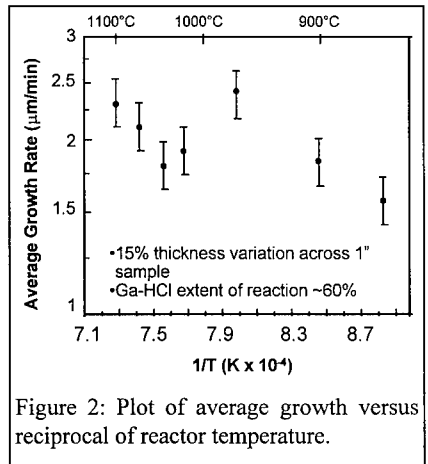 1100°C 1000°C 900°C
3
2.5
2
1.5
1
Average Growth Rate (μm/min)
•15% thickness variation across 1"
sample
•Ga-HCl extent of reaction ~60%
7.1 7.5 7.9 8.3 8.7
1/T (K x 10⁻⁴)
Figure 2: Plot of average growth versus
reciprocal of reactor temperature.